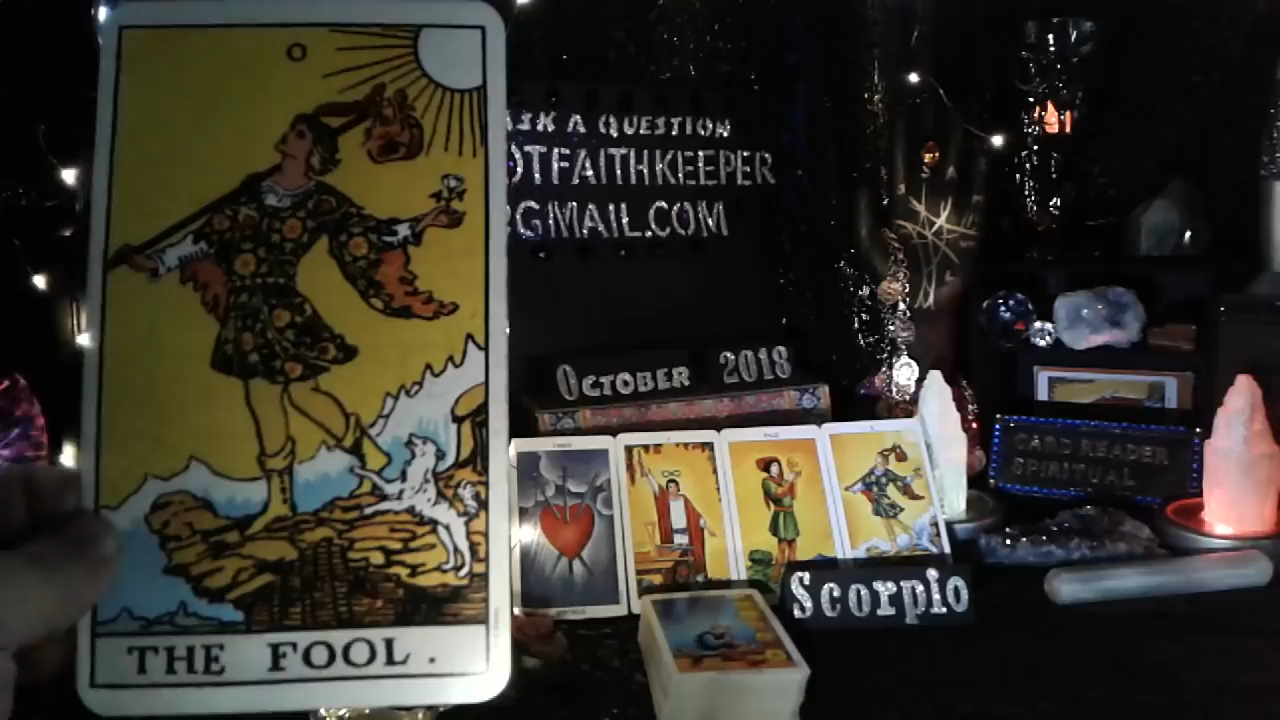 0
THE FOOL.
ASK A QUESTION
OTFAITHKEEPER
@GMAIL.COM
OCTOBER 2018
Scorpio
CARD READER
SPIRITUAL